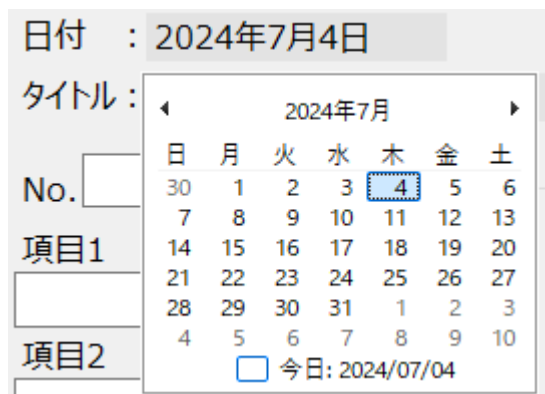 日付 : 2024年7月4日
タイトル :
2024年7月
日 月 火 水 木 金 土
30 1 2 3 4 5 6
7 8 9 10 11 12 13
14 15 16 17 18 19 20
21 22 23 24 25 26 27
28 29 30 31 1 2 3
4 5 6 7 8 9 10
今日: 2024/07/04
No.
項目1
項目2